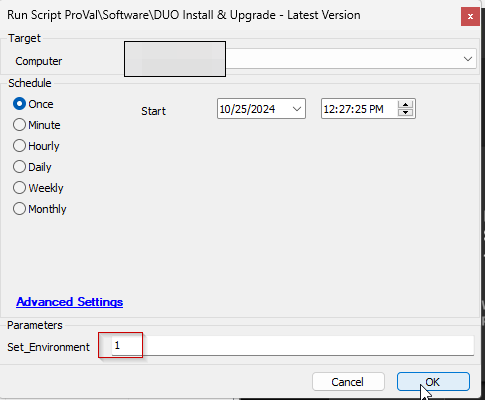 Run Script ProVal\Software\DUO Install & Upgrade - Latest Version
x
Target
Computer
Schedule
Once
Minute
Hourly
Daily
Weekly
Monthly
Start 10/25/2024 12:27:25 PM
Advanced Settings
Parameters
Set_Environment 1
Cancel OK